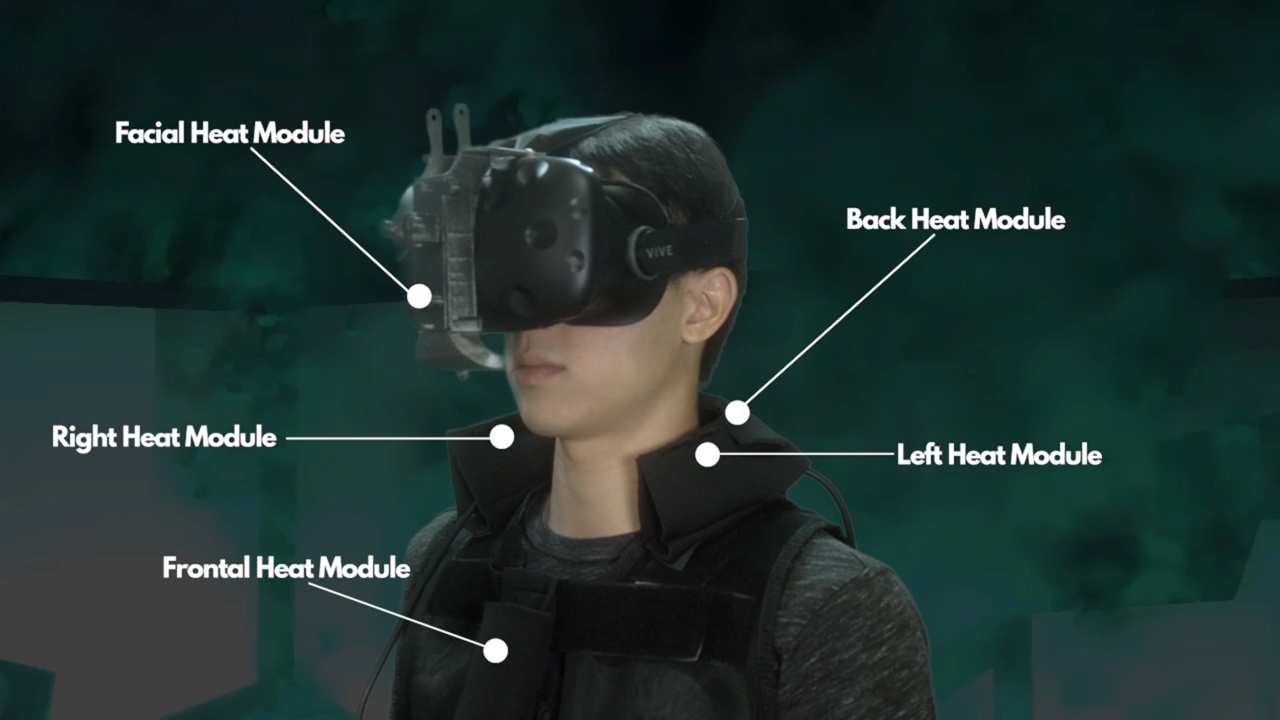 Facial Heat Module
Back Heat Module
VIVE
Right Heat Module
Left Heat Module
Frontal Heat Module